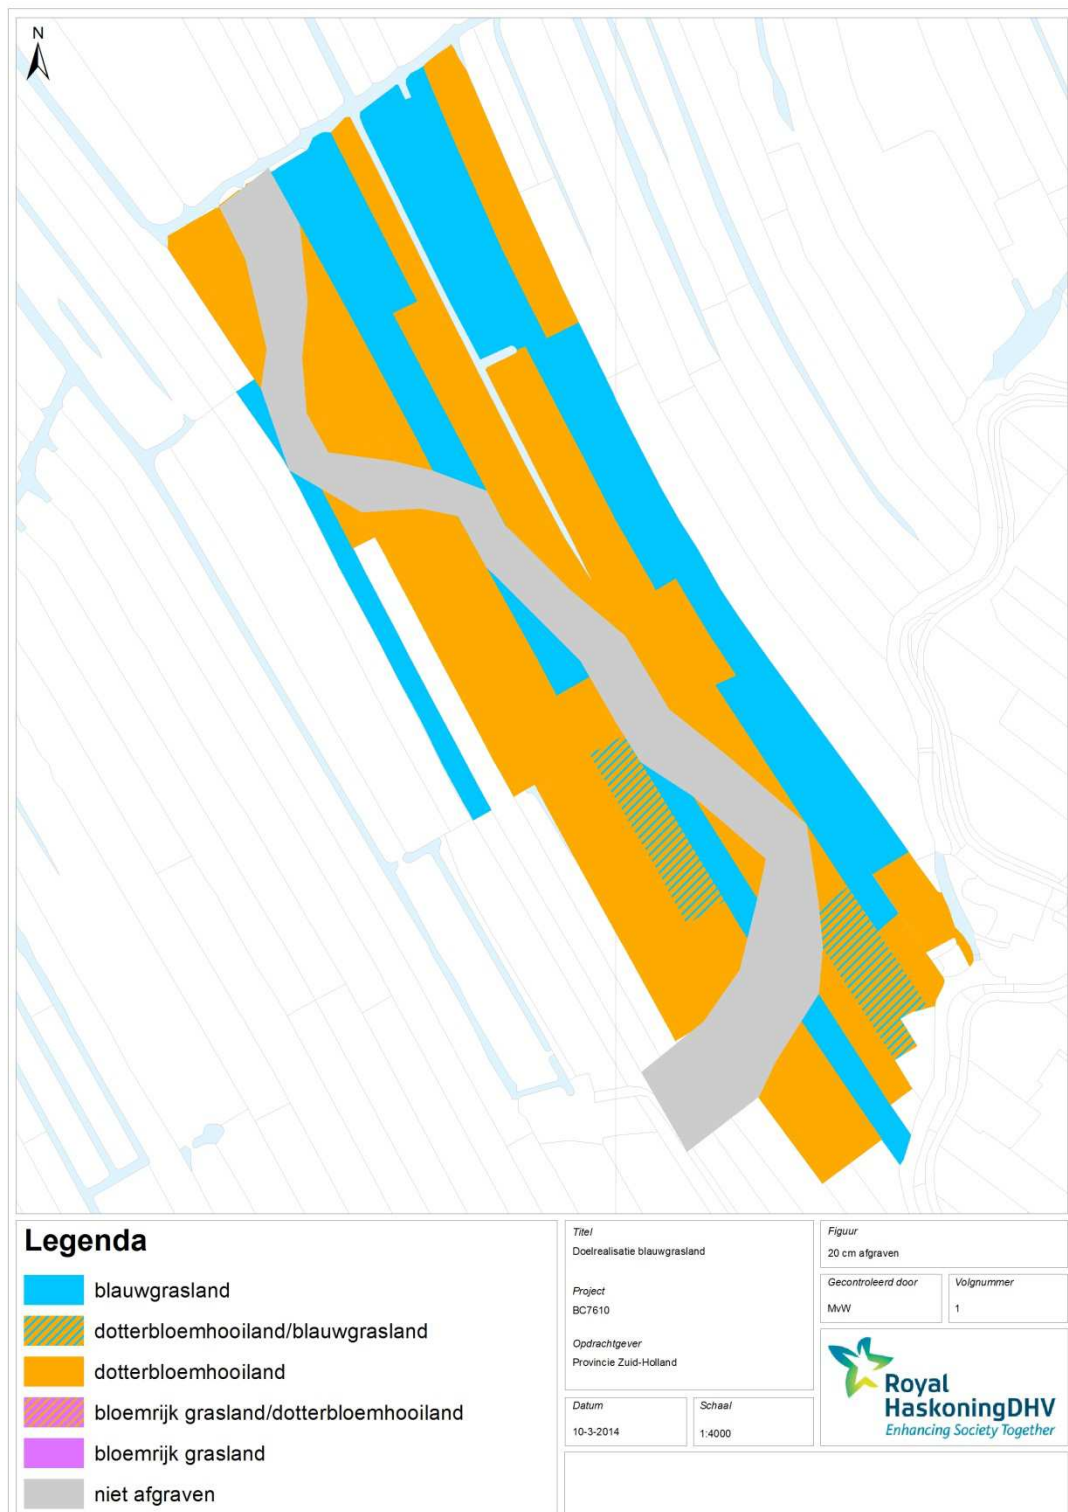 N
Legenda
blauwgrasland
dotterbloemhooiland/blauwgrasland
dotterbloemhooiland
bloemrijk grasland/dotterbloemhooiland
bloemrijk grasland
niet afgraven
Titel
Doelrealisatie blauwgrasland
Project
BC7610
Opdrachtgever
Provincie Zuid-Holland
Datum
10-3-2014
Schaal
1:4000
Figuur
20 cm afgraven
Gecontroleerd door
MvW
Volgnummer
1
Royal
HaskoningDHV
Enhancing Society Together